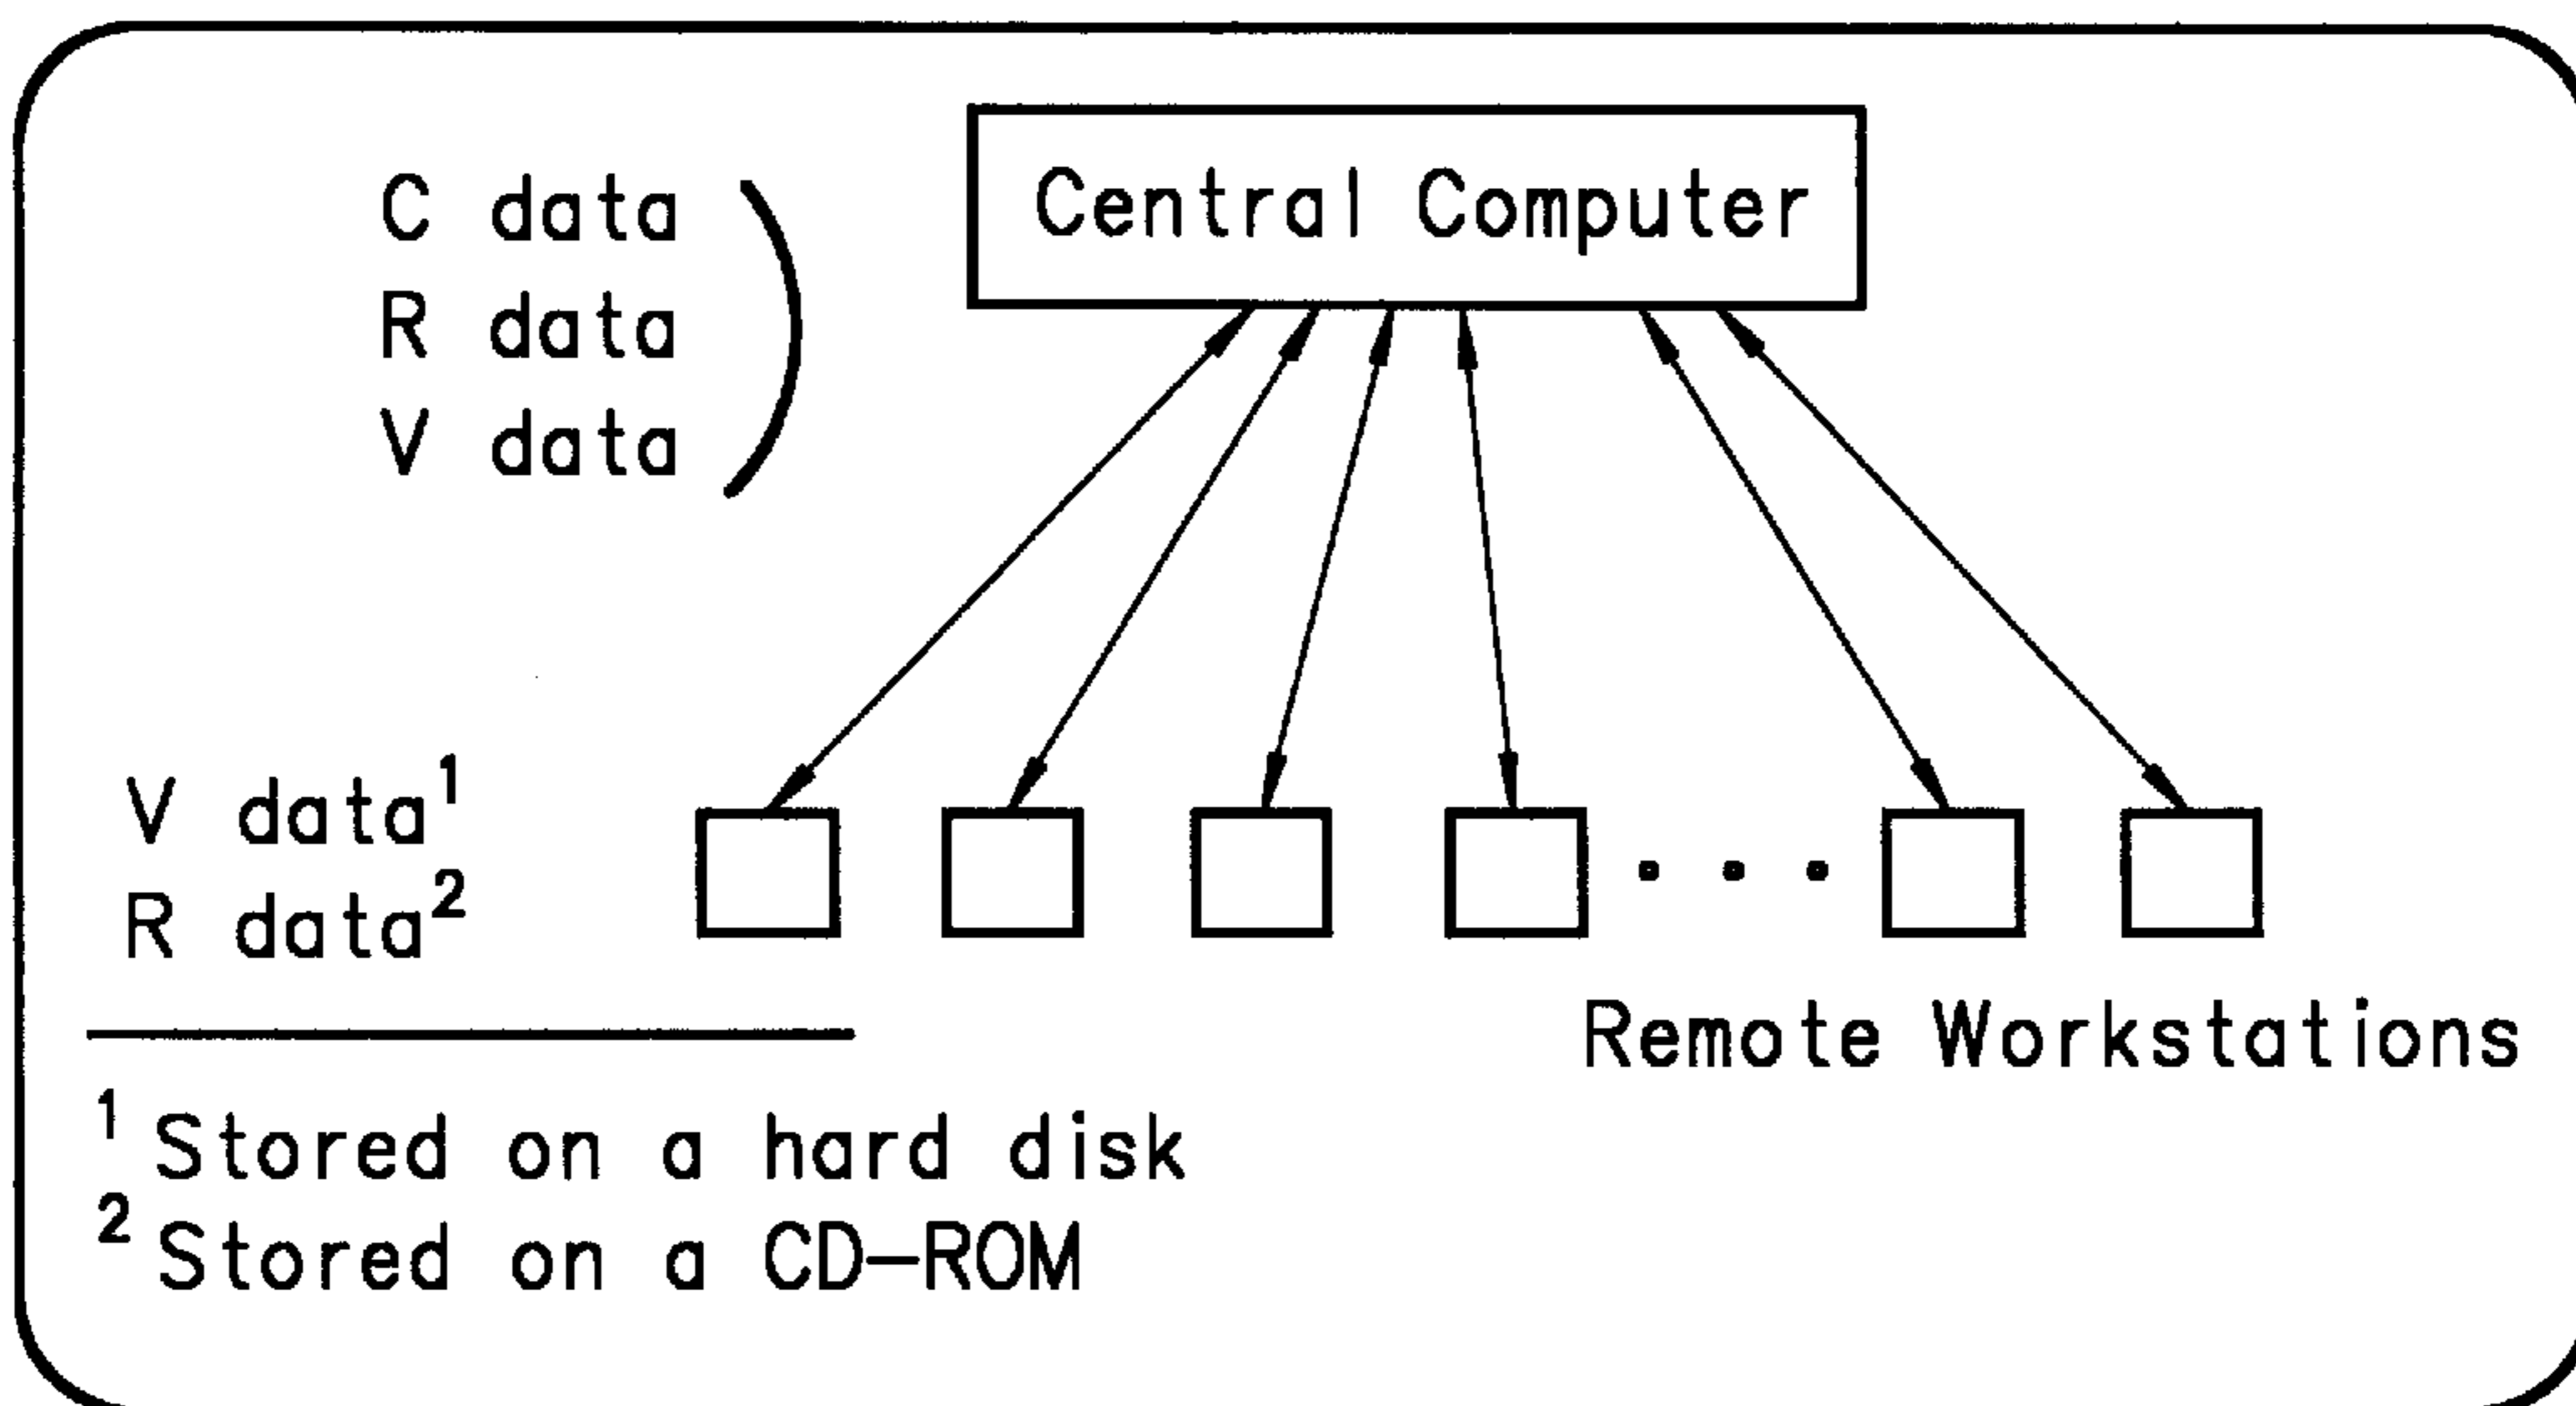 Central Computer
C data
R data
V data
V data¹
R data²
Remote Workstations
¹ Stored on a hard disk
² Stored on a CD-ROM